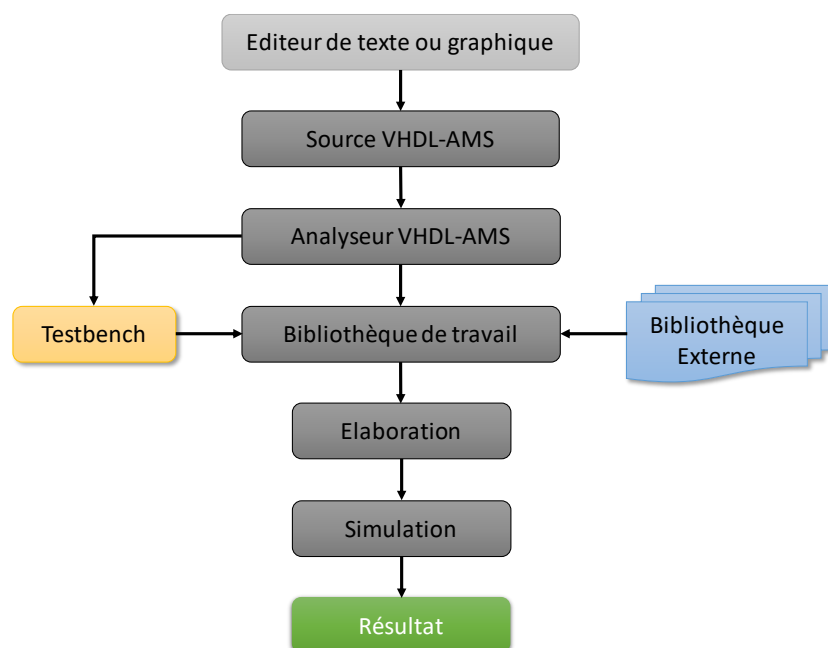 Editeur de texte ou graphique
Source VHDL-AMS
Analyseur VHDL-AMS
Testbench
Bibliothèque de travail
Bibliothèque
Externe
Elaboration
Simulation
Résultat